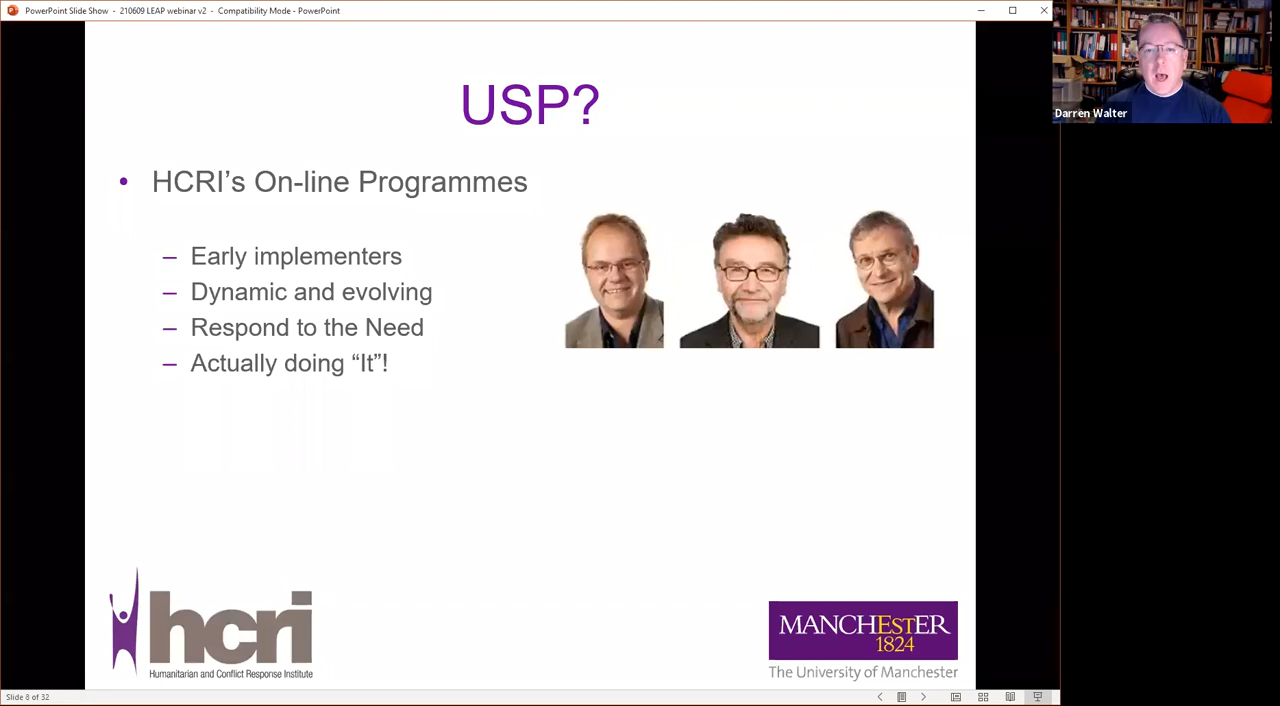 PowerPoint Slide Show - 210609 LEAP webinar v2 - Compatibility Mode - PowerPoint
Darren Walter
USP?
• HCRI’s On-line Programmes
– Early implementers
– Dynamic and evolving
– Respond to the Need
– Actually doing “It”!
hcri
Humanitarian and Conflict Response Institute
MANCHESTER
1824
The University of Manchester
Slide 8 of 32